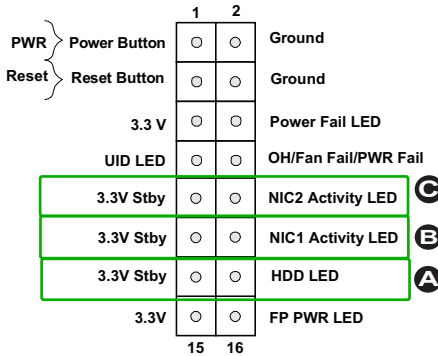 1 2
PWR Power Button Ground
Reset Reset Button Ground
3.3 V Power Fail LED
UID LED OH/Fan Fail/PWR Fail
3.3V Stby NIC2 Activity LED C
3.3V Stby NIC1 Activity LED B
3.3V Stby HDD LED A
3.3V FP PWR LED
15 16